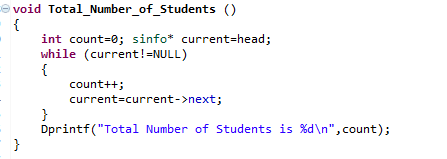 void Total_Number_of_Students ()
{
int count=0; sinfo* current=head;
while (current!=NULL)
{
count++;
current=current->next;
}
Dprintf("Total Number of Students is %d\n",count);
}